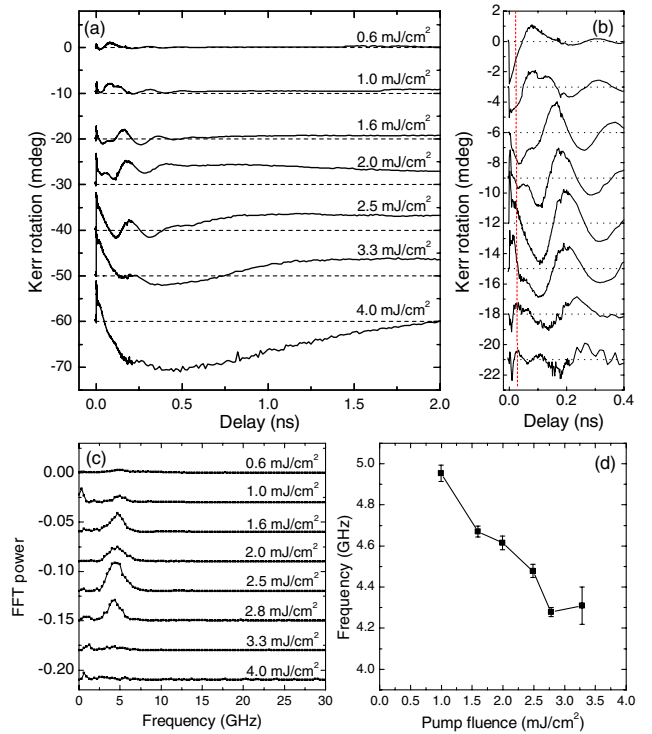 (a)
0.6 mJ/cm²
1.0 mJ/cm²
1.6 mJ/cm²
2.0 mJ/cm²
2.5 mJ/cm²
3.3 mJ/cm²
4.0 mJ/cm²
0
-10
-20
-30
-40
-50
-60
-70
Kerr rotation (mdeg)
0.0 0.5 1.0 1.5 2.0
Delay (ns)
(b)
2
0
-2
-4
-6
-8
-10
-12
-14
-16
-18
-20
-22
Kerr rotation (mdeg)
0.0 0.2 0.4
Delay (ns)
(c)
0.6 mJ/cm²
1.0 mJ/cm²
1.6 mJ/cm²
2.0 mJ/cm²
2.5 mJ/cm²
2.8 mJ/cm²
3.3 mJ/cm²
4.0 mJ/cm²
0.00
-0.05
-0.10
-0.15
-0.20
FFT power
0 5 10 15 20 25 30
Frequency (GHz)
(d)
5.0
4.8
4.6
4.4
4.2
4.0
Frequency (GHz)
0.0 0.5 1.0 1.5 2.0 2.5 3.0 3.5 4.0
Pump fluence (mJ/cm²)